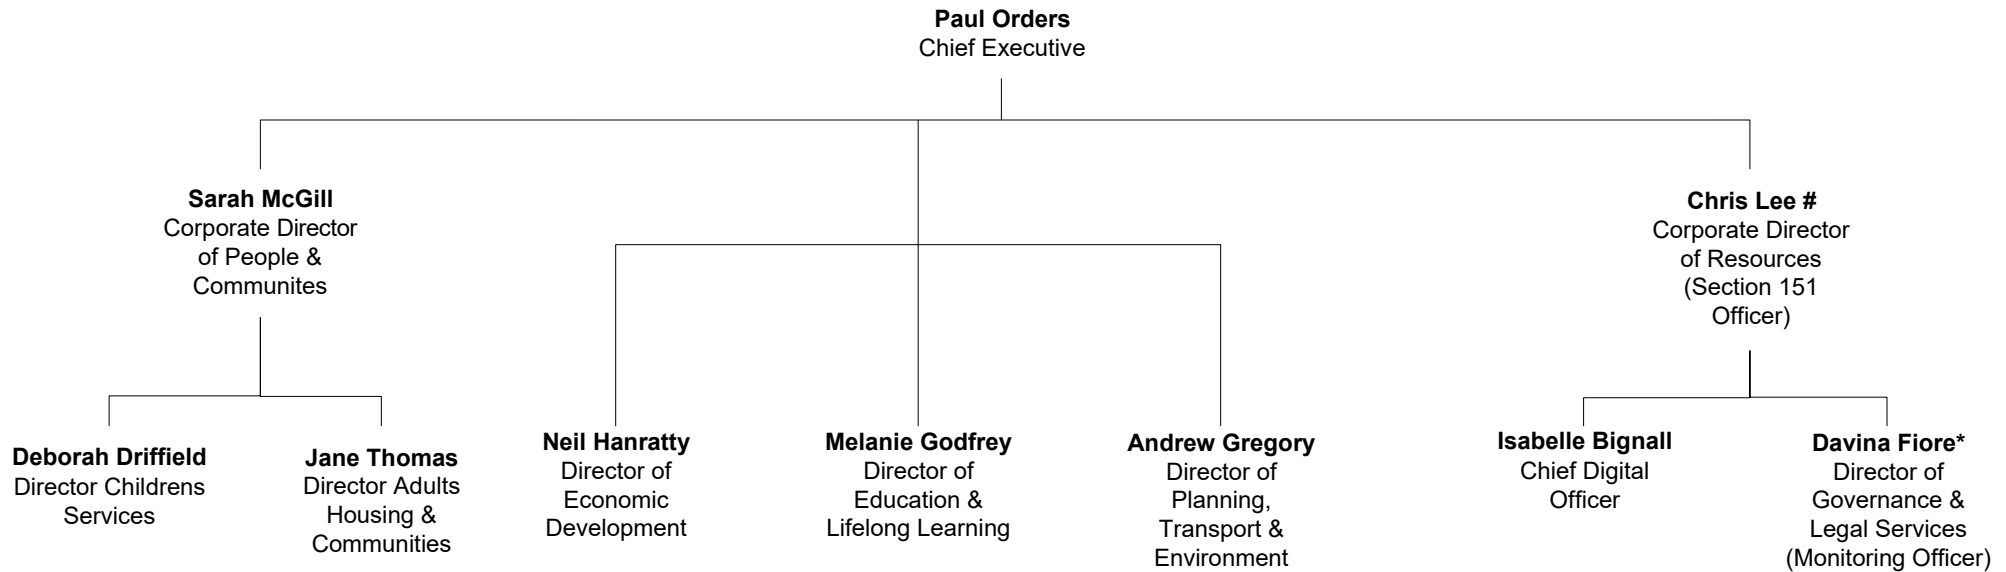 Paul Orders
Chief Executive
Sarah McGill
Corporate Director
of People &
Communites
Chris Lee #
Corporate Director
of Resources
(Section 151
Officer)
Deborah Driffield
Director Childrens
Services
Jane Thomas
Director Adults
Housing &
Communities
Neil Hanratty
Director of
Economic
Development
Melanie Godfrey
Director of
Education &
Lifelong Learning
Andrew Gregory
Director of
Planning,
Transport &
Environment
Isabelle Bignall
Chief Digital
Officer
Davina Fiore*
Director of
Governance &
Legal Services
(Monitoring Officer)